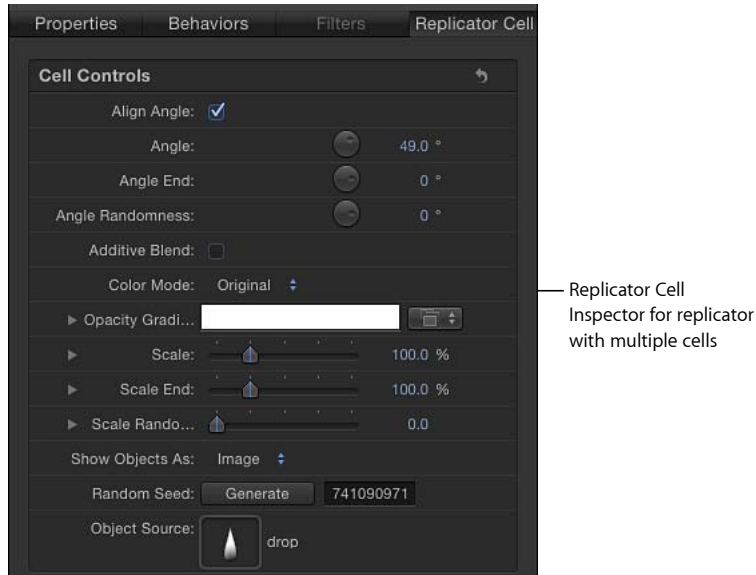 Properties Behaviors Filters Replicator Cell
Cell Controls
Align Angle:
Angle: 49.0 °
Angle End: 0 °
Angle Randomness: 0 °
Additive Blend:
Color Mode: Original
Opacity Gradi...
Scale: 100.0 %
Scale End: 100.0 %
Scale Rando... 0.0
Show Objects As: Image
Random Seed: Generate 741090971
Object Source: drop
Replicator Cell
Inspector for replicator
with multiple cells